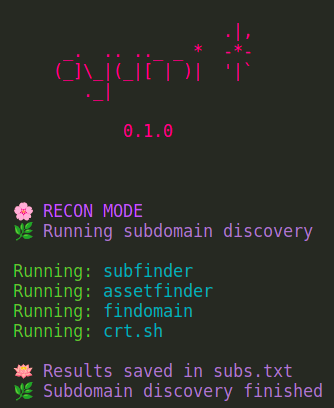 0.1.0
🌸 RECON MODE
🌿 Running subdomain discovery
Running: subfinder
Running: assetfinder
Running: findomain
Running: crt.sh
🪷 Results saved in subs.txt
🌿 Subdomain discovery finished